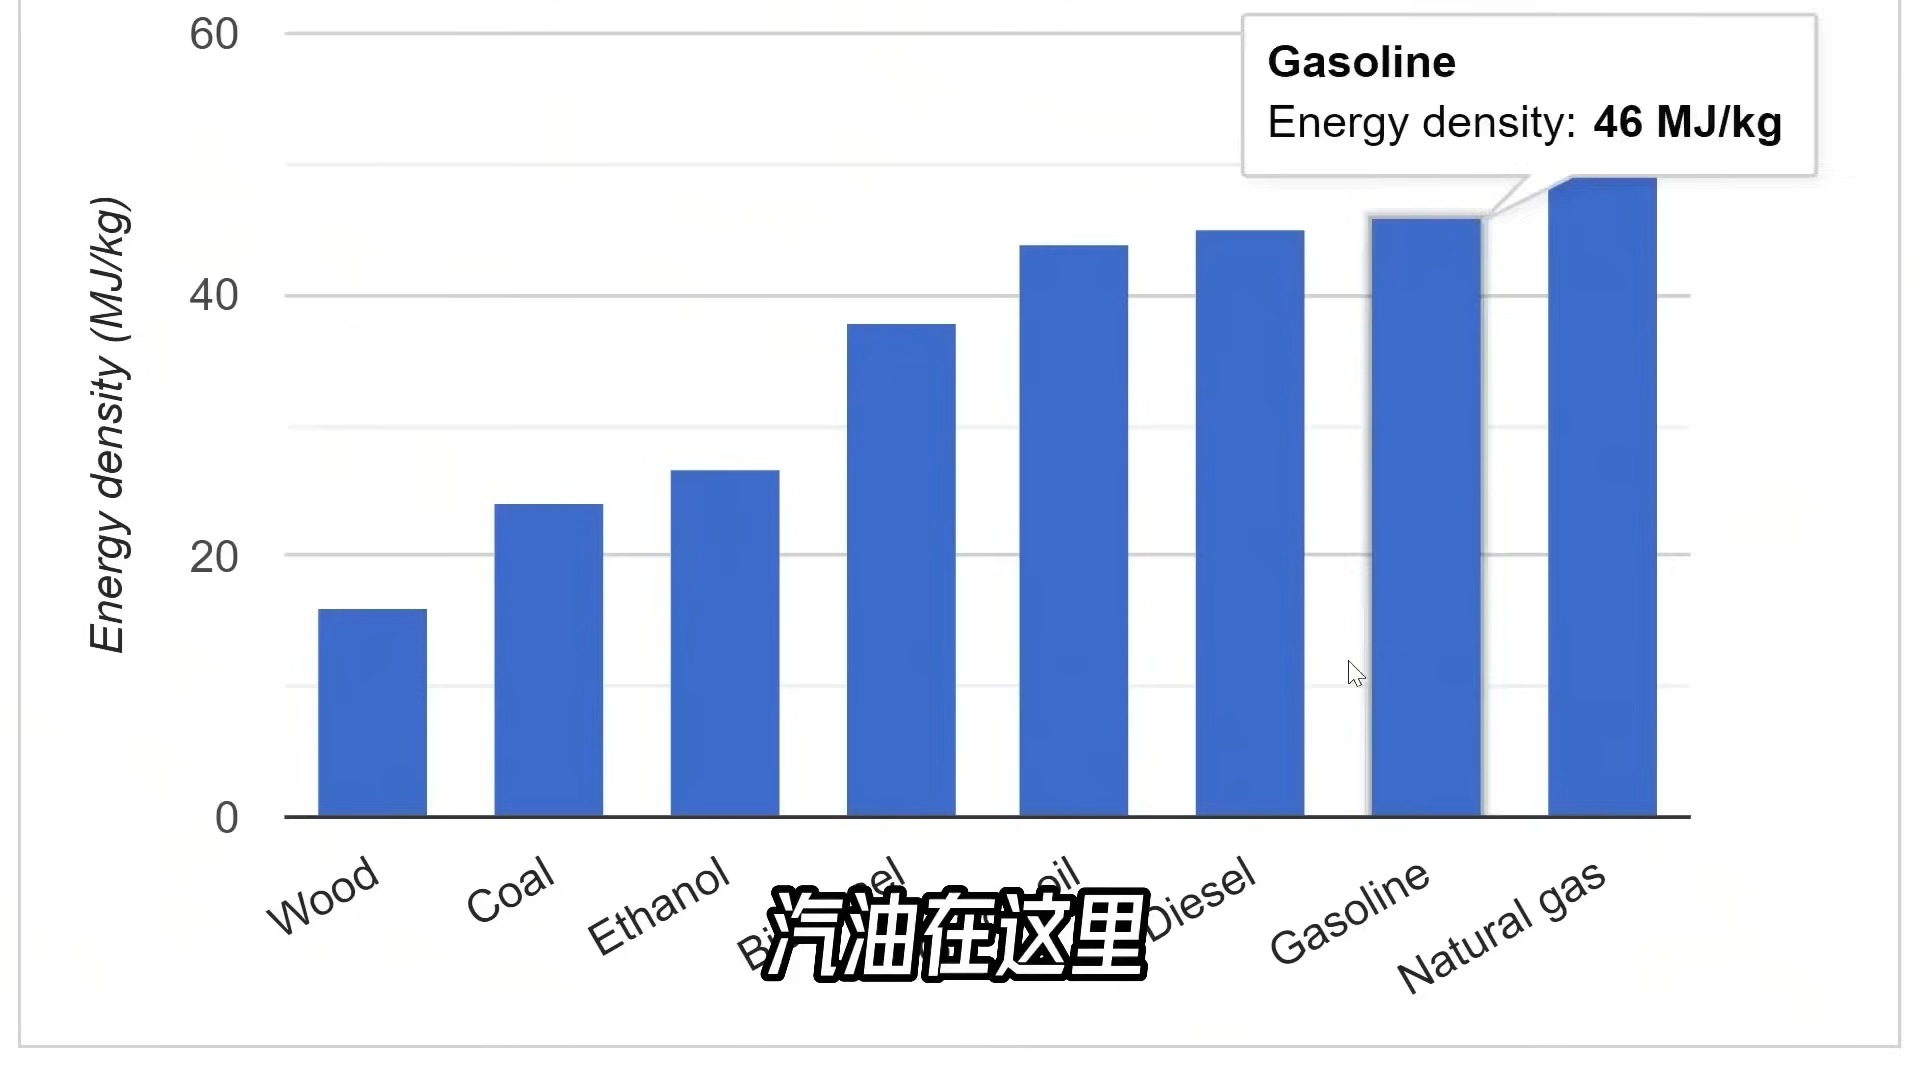 60
Gasoline
Energy density: 46 MJ/kg
Energy density (MJ/kg)
40
20
0
Wood
Coal
Ethanol
oil
Diesel
Gasoline
Natural gas
汽油在这里